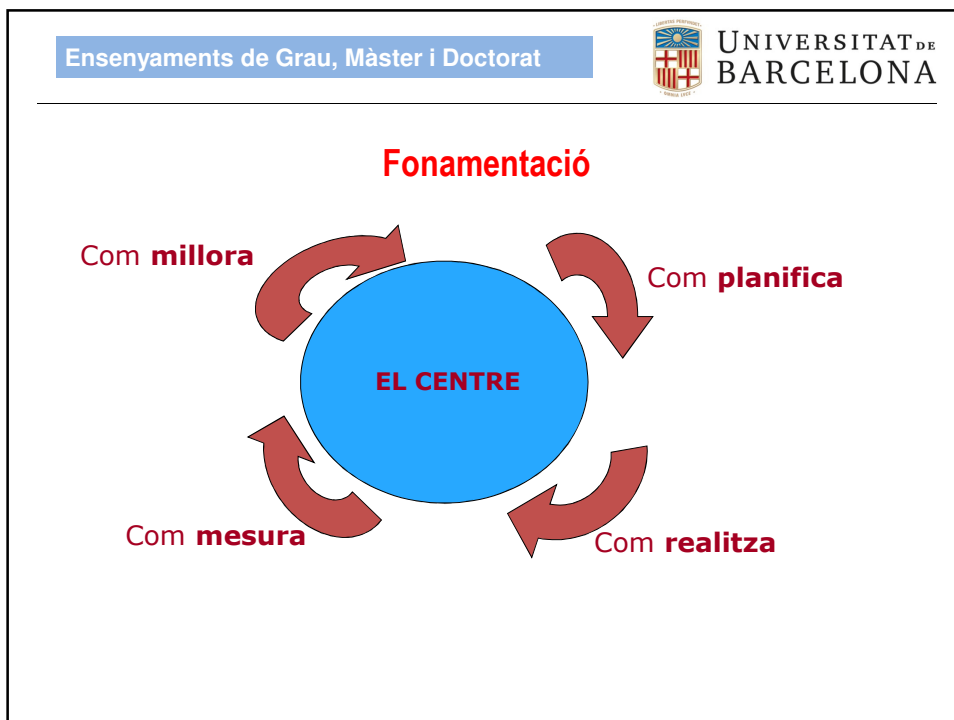 Ensenyaments de Grau, Màster i Doctorat
UNIVERSITAT DE
BARCELONA
Fonamentació
Com millora
Com planifica
EL CENTRE
Com mesura
Com realitza